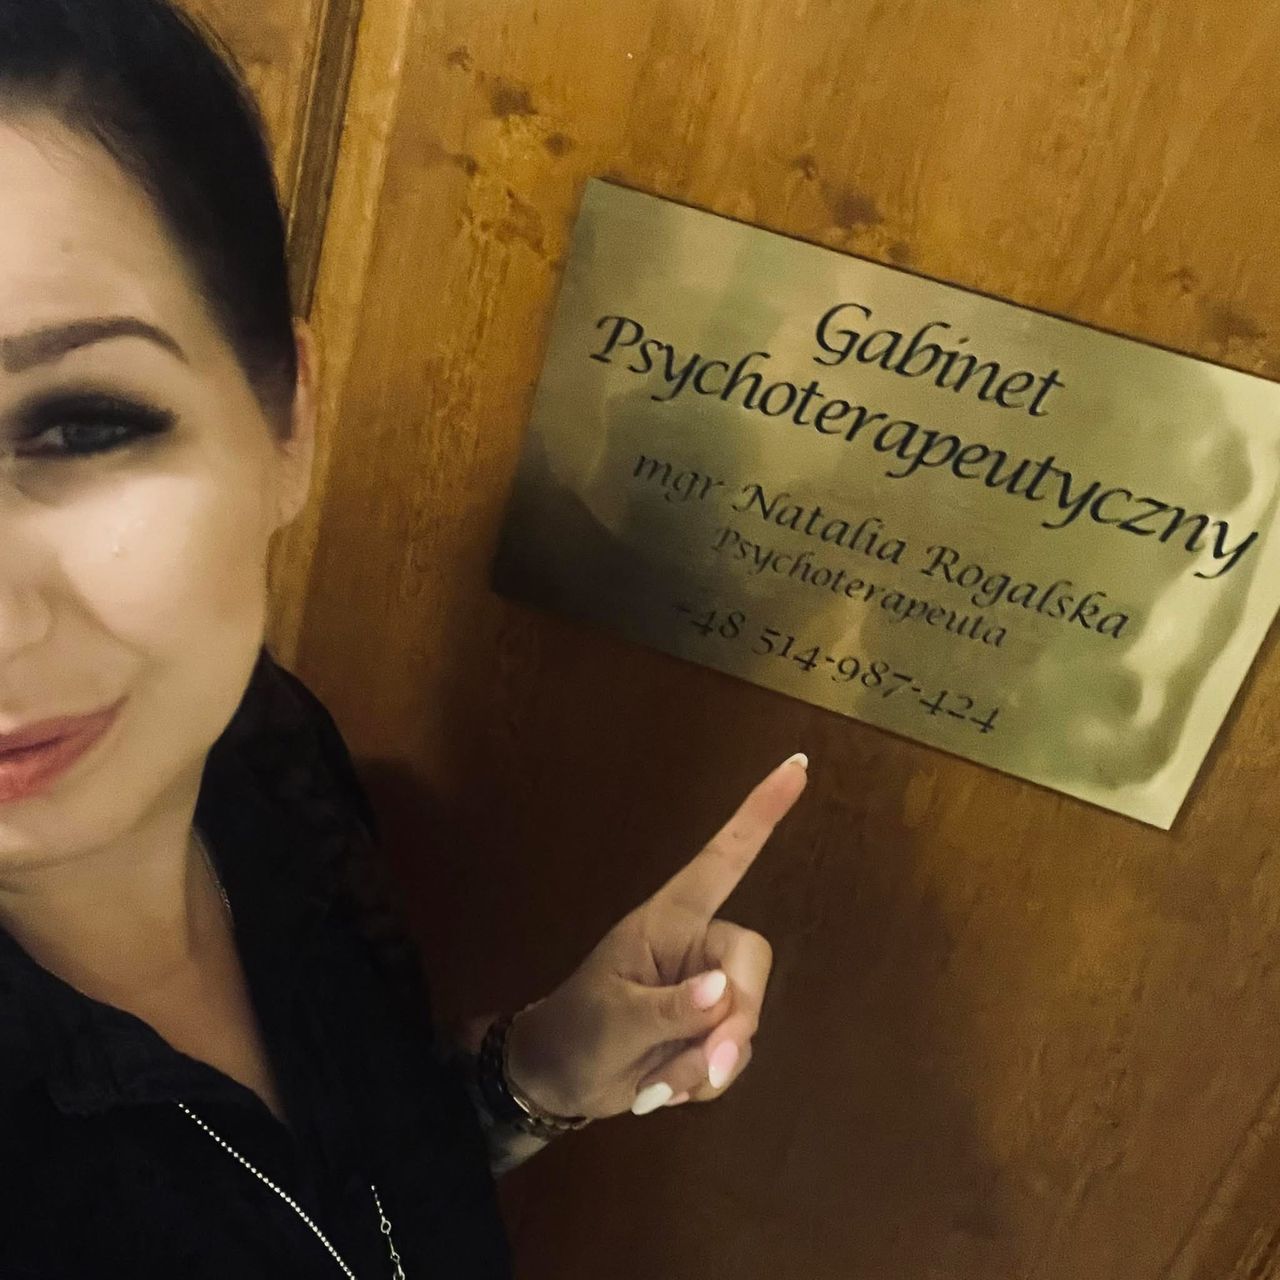 Gabinet
Psychoterapeutyczny
mgr Natalia Rogalska
Psychoterapeuta
+48 514-987-424